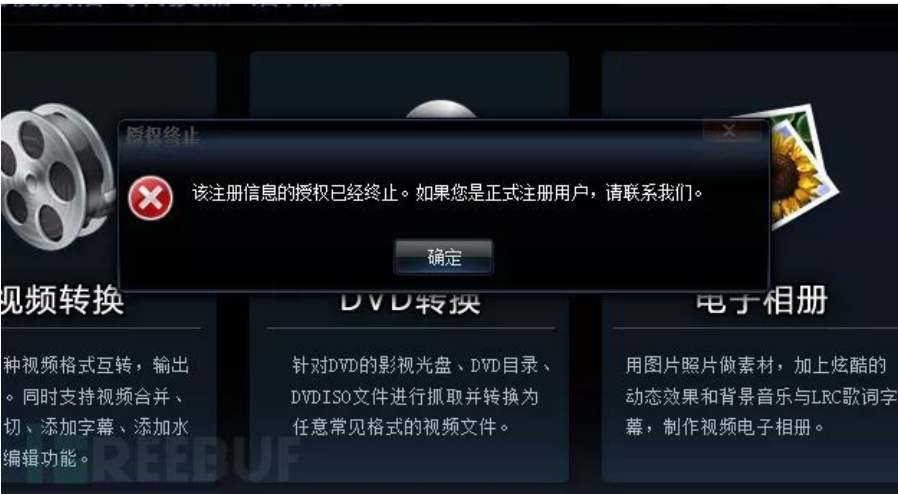 授权终止
X
该注册信息的授权已经终止。如果您是正式注册用户，请联系我们。
确定
视频转换
DVD转换
电子相册
种视频格式互转，输出
。同时支持视频合并、
切、添加字幕、添加水
编辑功能。
针对DVD的影视光盘、DVD目录、
DVDISO文件进行抓取并转换为
任意常见格式的视频文件。
用图片照片做素材，加上炫酷的
动态效果和背景音乐与LRC歌词字
幕，制作视频电子相册。
REEBUF